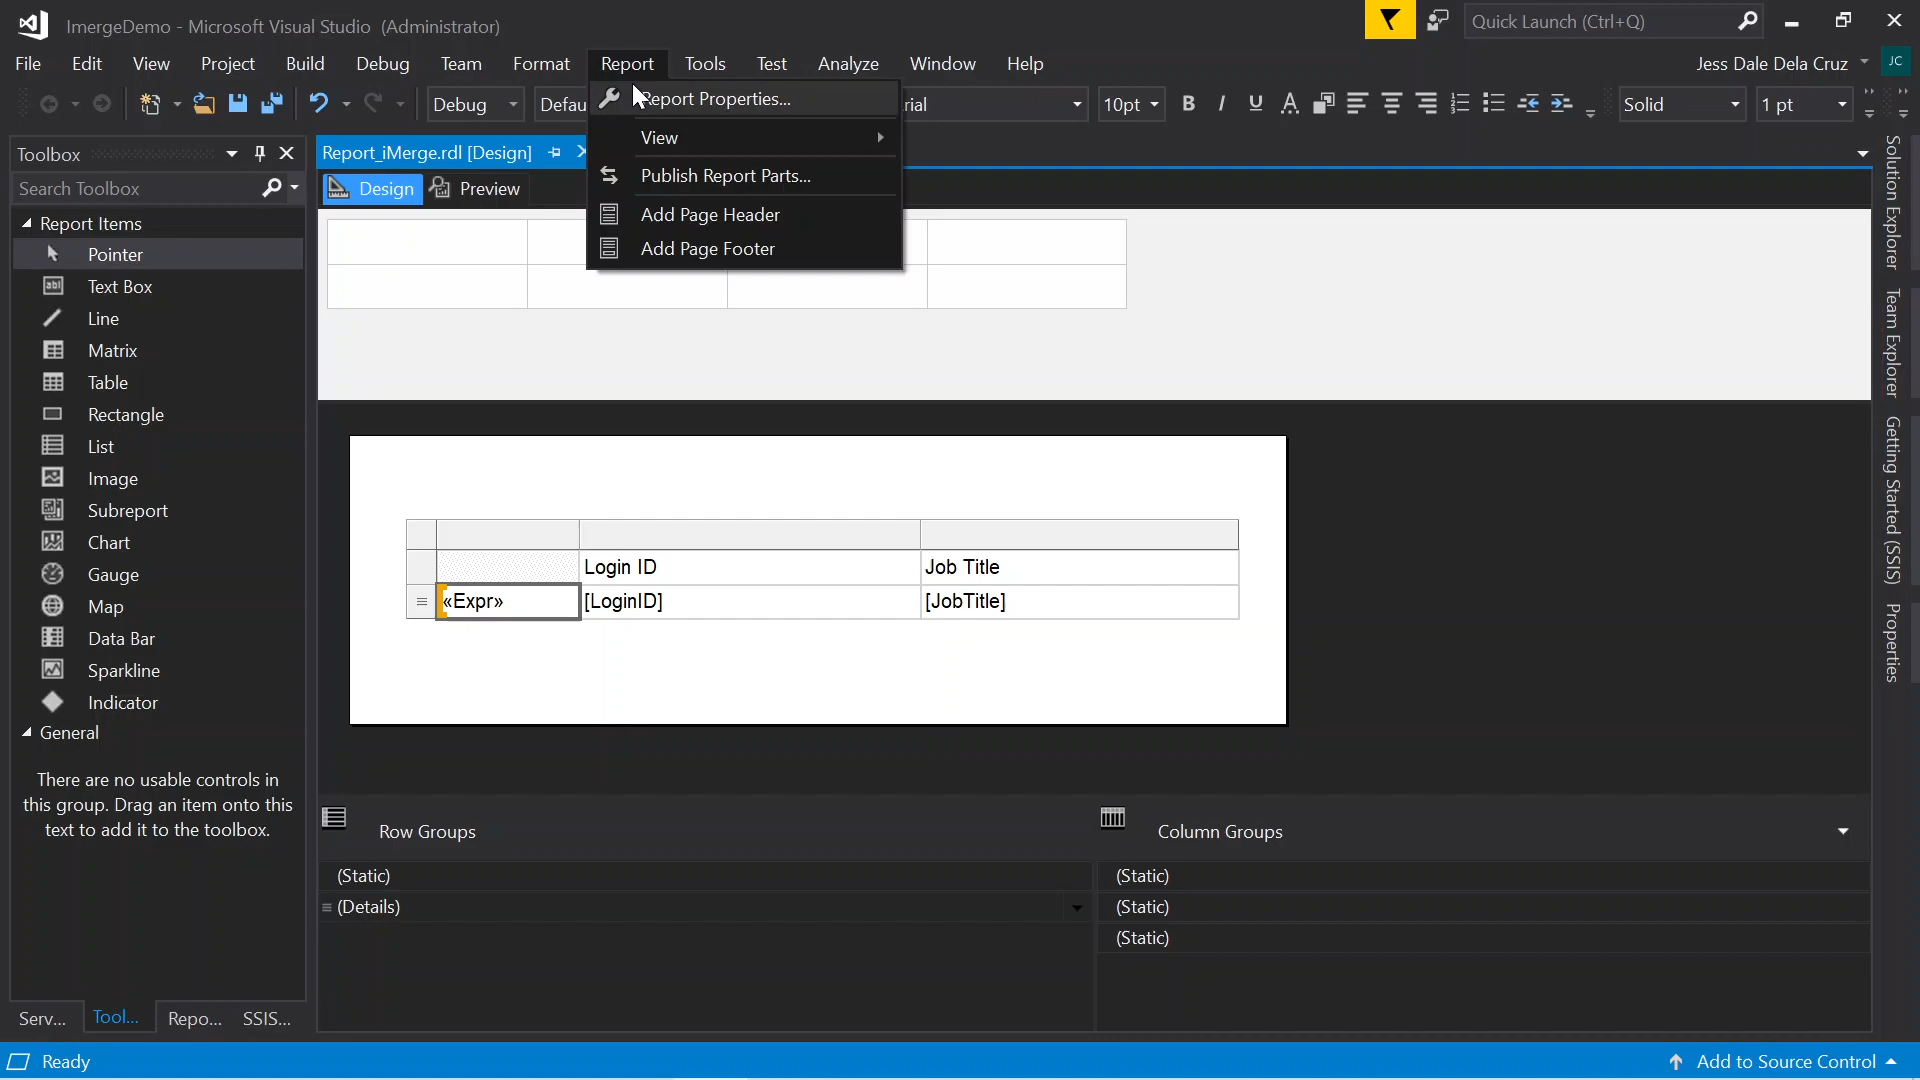 ImergeDemo - Microsoft Visual Studio (Administrator)
Quick Launch (Ctrl+Q)
File Edit View Project Build Debug Team Format Report Tools Test Analyze Window Help
Jess Dale Dela Cruz JC
Debug Defau rial 10pt B I U A Solid 1 pt
Report Properties...
View
Publish Report Parts...
Add Page Header
Add Page Footer
Toolbox
Search Toolbox
Report Items
Pointer
Text Box
Line
Matrix
Table
Rectangle
List
Image
Subreport
Chart
Gauge
Map
Data Bar
Sparkline
Indicator
General
There are no usable controls in
this group. Drag an item onto this
text to add it to the toolbox.
Serv... Tool... Repo... SSIS...
Report_iMerge.rdl [Design]
Design Preview
Login ID Job Title
«Expr» [LoginID] [JobTitle]
Row Groups
(Static)
(Details)
Column Groups
(Static)
(Static)
(Static)
Solution Explorer
Team Explorer
Getting Started (SSIS)
Properties
Ready
Add to Source Control